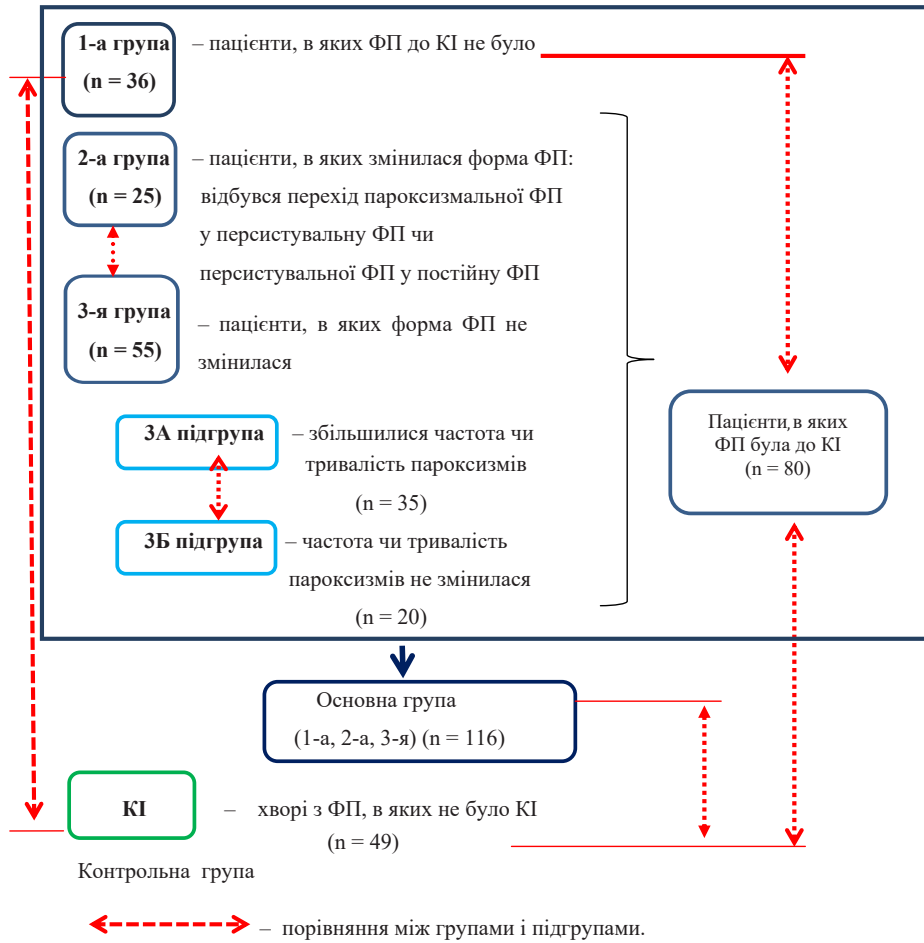 1-а група – пацієнти, в яких ФП до КІ не було
(n = 36)
2-а група – пацієнти, в яких змінилася форма ФП:
(n = 25) відбувся перехід пароксизмальної ФП
у персистувальну ФП чи
персистувальної ФП у постійну ФП
3-я група
(n = 55) – пацієнти, в яких форма ФП не
змінилася
3А підгрупа – збільшилися частота чи
тривалість пароксизмів
(n = 35)
3Б підгрупа – частота чи тривалість
пароксизмів не змінилася
(n = 20)
Пацієнти, в яких
ФП була до КІ
(n = 80)
Основна група
(1-а, 2-а, 3-я) (n = 116)
КІ – хворі з ФП, в яких не було КІ
(n = 49)
Контрольна група
– порівняння між групами і підгрупами.